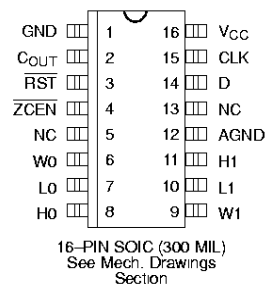 GND 1 16 VCC
COUT 2 15 CLK
RST 3 14 D
ZCEN 4 13 NC
NC 5 12 AGND
W0 6 11 H1
L0 7 10 L1
H0 8 9 W1
16–PIN SOIC (300 MIL)
See Mech. Drawings
Section